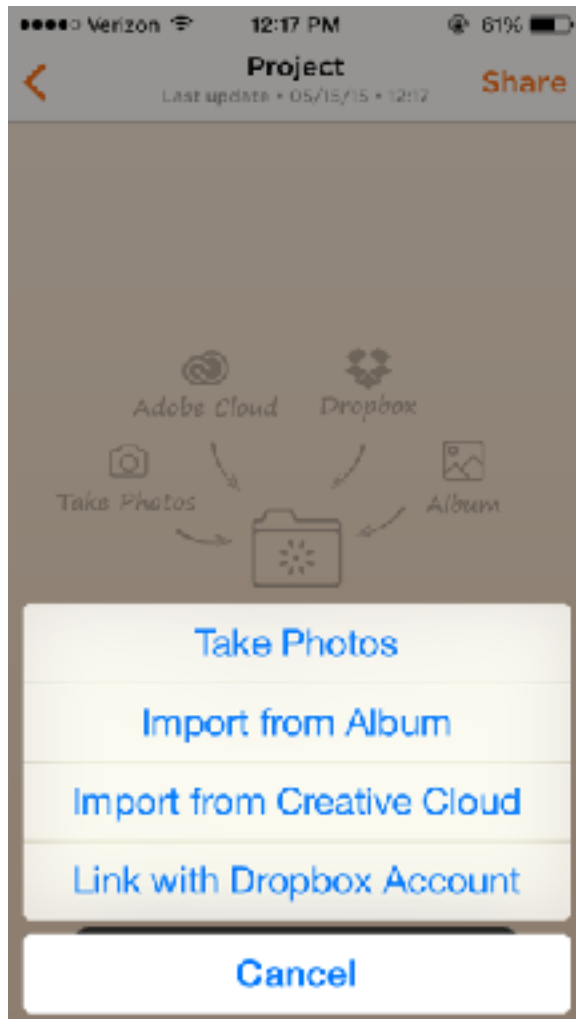 Verizon 12:17 PM 61%
Project
Last update • 05/15/15 • 12:17
Share
Adobe Cloud Dropbox
Take Photos Album
Take Photos
Import from Album
Import from Creative Cloud
Link with Dropbox Account
Cancel